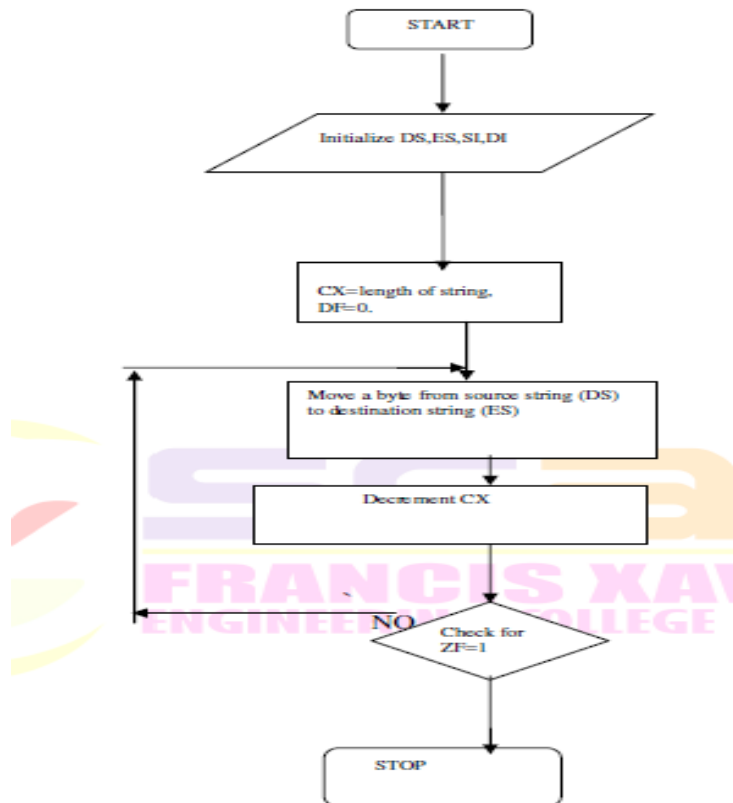 START
Initialize DS,ES,SI,DI
CX=length of string,
DF=0.
Move a byte from source string (DS)
to destination string (ES)
Decrement CX
FRANCIS XAV
ENGINEERING COLLEGE
NO
Check for
ZF=1
STOP